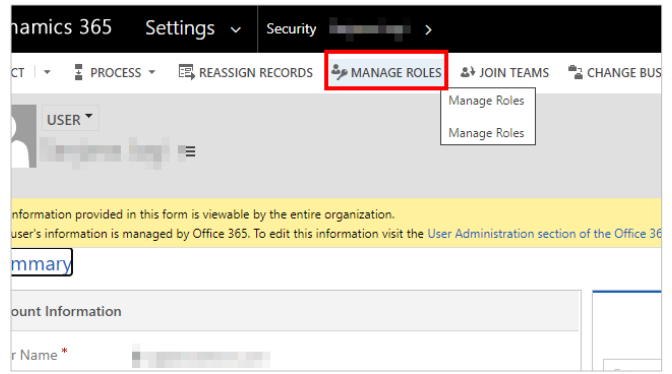 namics 365 Settings Security
CT PROCESS REASSIGN RECORDS MANAGE ROLES JOIN TEAMS CHANGE BUS
Manage Roles
USER
Manage Roles
nformation provided in this form is viewable by the entire organization.
user's information is managed by Office 365. To edit this information visit the User Administration section of the Office 36
mmary
ount Information
r Name *